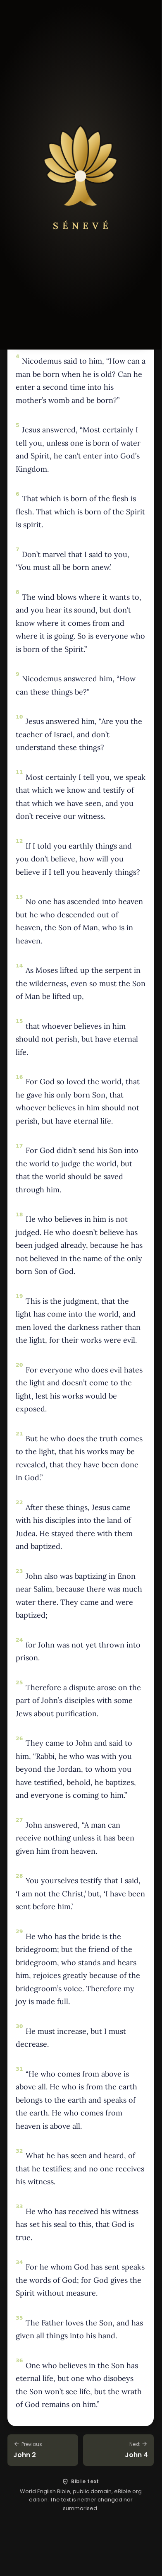 SÉNEVÉ
4 Nicodemus said to him, “How can a
man be born when he is old? Can he
enter a second time into his
mother’s womb and be born?”
5 Jesus answered, “Most certainly I
tell you, unless one is born of water
and Spirit, he can’t enter into God’s
Kingdom.
6 That which is born of the flesh is
flesh. That which is born of the Spirit
is spirit.
7 Don’t marvel that I said to you,
‘You must all be born anew.’
8 The wind blows where it wants to,
and you hear its sound, but don’t
know where it comes from and
where it is going. So is everyone who
is born of the Spirit.”
9 Nicodemus answered him, “How
can these things be?”
10 Jesus answered him, “Are you the
teacher of Israel, and don’t
understand these things?
11 Most certainly I tell you, we speak
that which we know and testify of
that which we have seen, and you
don’t receive our witness.
12 If I told you earthly things and
you don’t believe, how will you
believe if I tell you heavenly things?
13 No one has ascended into heaven
but he who descended out of
heaven, the Son of Man, who is in
heaven.
14 As Moses lifted up the serpent in
the wilderness, even so must the Son
of Man be lifted up,
15 that whoever believes in him
should not perish, but have eternal
life.
16 For God so loved the world, that
he gave his only born Son, that
whoever believes in him should not
perish, but have eternal life.
17 For God didn’t send his Son into
the world to judge the world, but
that the world should be saved
through him.
18 He who believes in him is not
judged. He who doesn’t believe has
been judged already, because he has
not believed in the name of the only
born Son of God.
19 This is the judgment, that the
light has come into the world, and
men loved the darkness rather than
the light, for their works were evil.
20 For everyone who does evil hates
the light and doesn’t come to the
light, lest his works would be
exposed.
21 But he who does the truth comes
to the light, that his works may be
revealed, that they have been done
in God.”
22 After these things, Jesus came
with his disciples into the land of
Judea. He stayed there with them
and baptized.
23 John also was baptizing in Enon
near Salim, because there was much
water there. They came and were
baptized;
24 for John was not yet thrown into
prison.
25 Therefore a dispute arose on the
part of John’s disciples with some
Jews about purification.
26 They came to John and said to
him, “Rabbi, he who was with you
beyond the Jordan, to whom you
have testified, behold, he baptizes,
and everyone is coming to him.”
27 John answered, “A man can
receive nothing unless it has been
given him from heaven.
28 You yourselves testify that I said,
‘I am not the Christ,’ but, ‘I have been
sent before him.’
29 He who has the bride is the
bridegroom; but the friend of the
bridegroom, who stands and hears
him, rejoices greatly because of the
bridegroom’s voice. Therefore my
joy is made full.
30 He must increase, but I must
decrease.
31 “He who comes from above is
above all. He who is from the earth
belongs to the earth and speaks of
the earth. He who comes from
heaven is above all.
32 What he has seen and heard, of
that he testifies; and no one receives
his witness.
33 He who has received his witness
has set his seal to this, that God is
true.
34 For he whom God has sent speaks
the words of God; for God gives the
Spirit without measure.
35 The Father loves the Son, and has
given all things into his hand.
36 One who believes in the Son has
eternal life, but one who disobeys
the Son won’t see life, but the wrath
of God remains on him.”
← Previous
John 2
Next →
John 4
Bible text
World English Bible, public domain, eBible.org
edition. The text is neither changed nor
summarised.